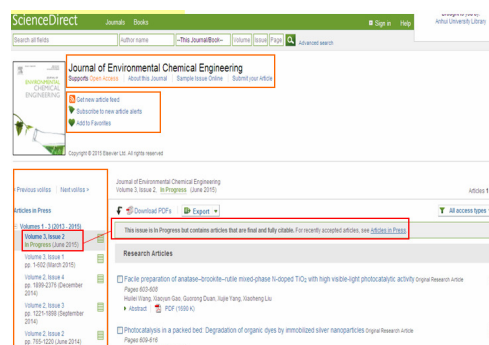 ScienceDirect
Journals Books
Sign in Help
Anhui University Library
Search all fields Author name --This Journal/Book-- Volume Issue Page Advanced search
Journal of Environmental Chemical Engineering
Supports Open Access About this Journal Sample Issue Online Submit your Article
ENVIRONMENTAL
CHEMICAL
ENGINEERING
Get new article feed
Subscribe to new article alerts
Add to Favorites
Copyright © 2015 Elsevier Ltd. All rights reserved
< Previous vol/iss Next vol/iss >
Articles in Press
Volumes 1 - 3 (2013 - 2015)
Volume 3, Issue 2
In Progress (June 2015)
Volume 3, Issue 1
pp. 1-602 (March 2015)
Volume 2, Issue 4
pp. 1899-2376 (December
2014)
Volume 2, Issue 3
pp. 1221-1898 (September
2014)
Volume 2, Issue 2
pp. 765-1220 (June 2014)
Journal of Environmental Chemical Engineering
Volume 3, Issue 2, In Progress (June 2015)
Articles 1
Download PDFs Export
All access types
This issue is In Progress but contains articles that are final and fully citable. For recently accepted articles, see Articles in Press.
Research Articles
Facile preparation of anatase–brookite–rutile mixed-phase N-doped TiO₂ with high visible-light photocatalytic activity Original Research Article
Pages 603-608
Huilei Wang, Xiaoyun Gao, Guorong Duan, Xujie Yang, Xiaoheng Liu
Abstract PDF (1690 K)
Photocatalysis in a packed bed: Degradation of organic dyes by immobilized silver nanoparticles Original Research Article
Pages 609-616